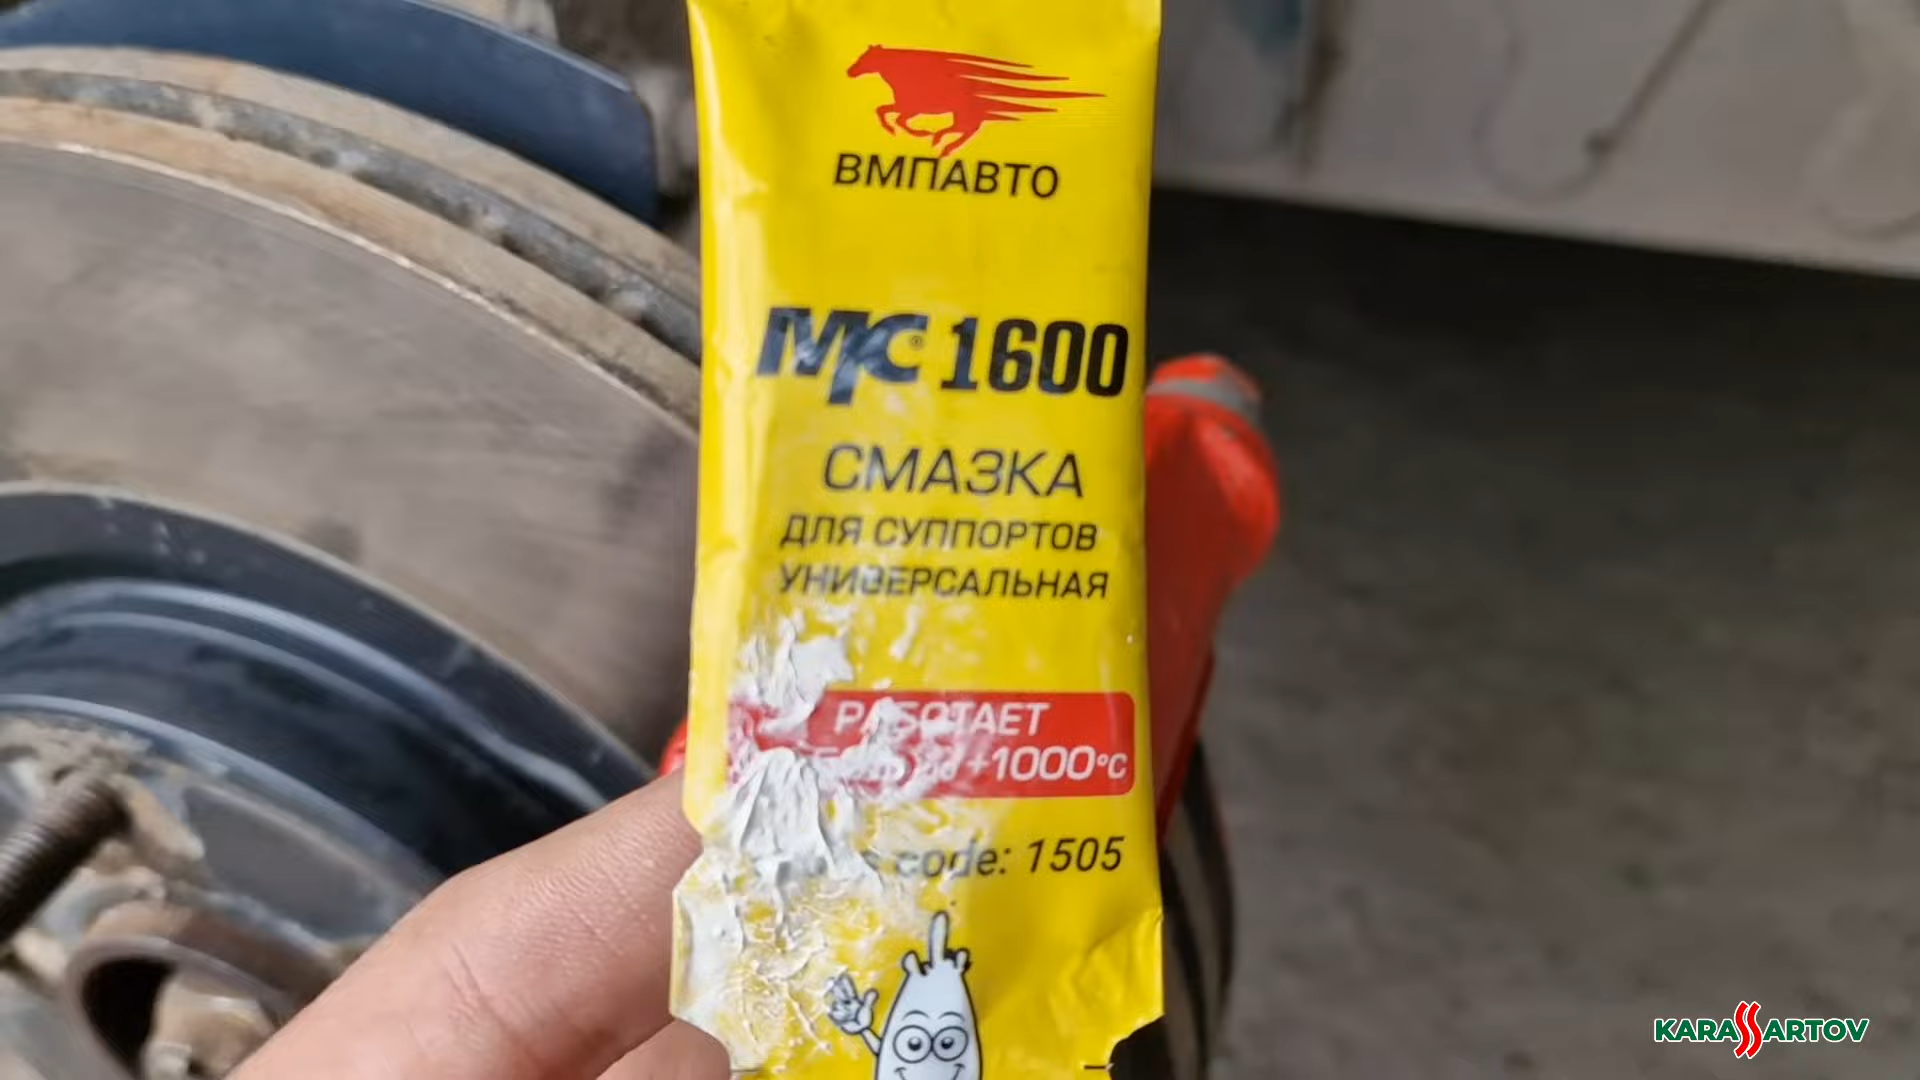 ВМПАВТО
МС 1600
СМАЗКА
ДЛЯ СУППОРТОВ
УНИВЕРСАЛЬНАЯ
РАБОТАЕТ
+1000°C
code: 1505
KARASSARTOV